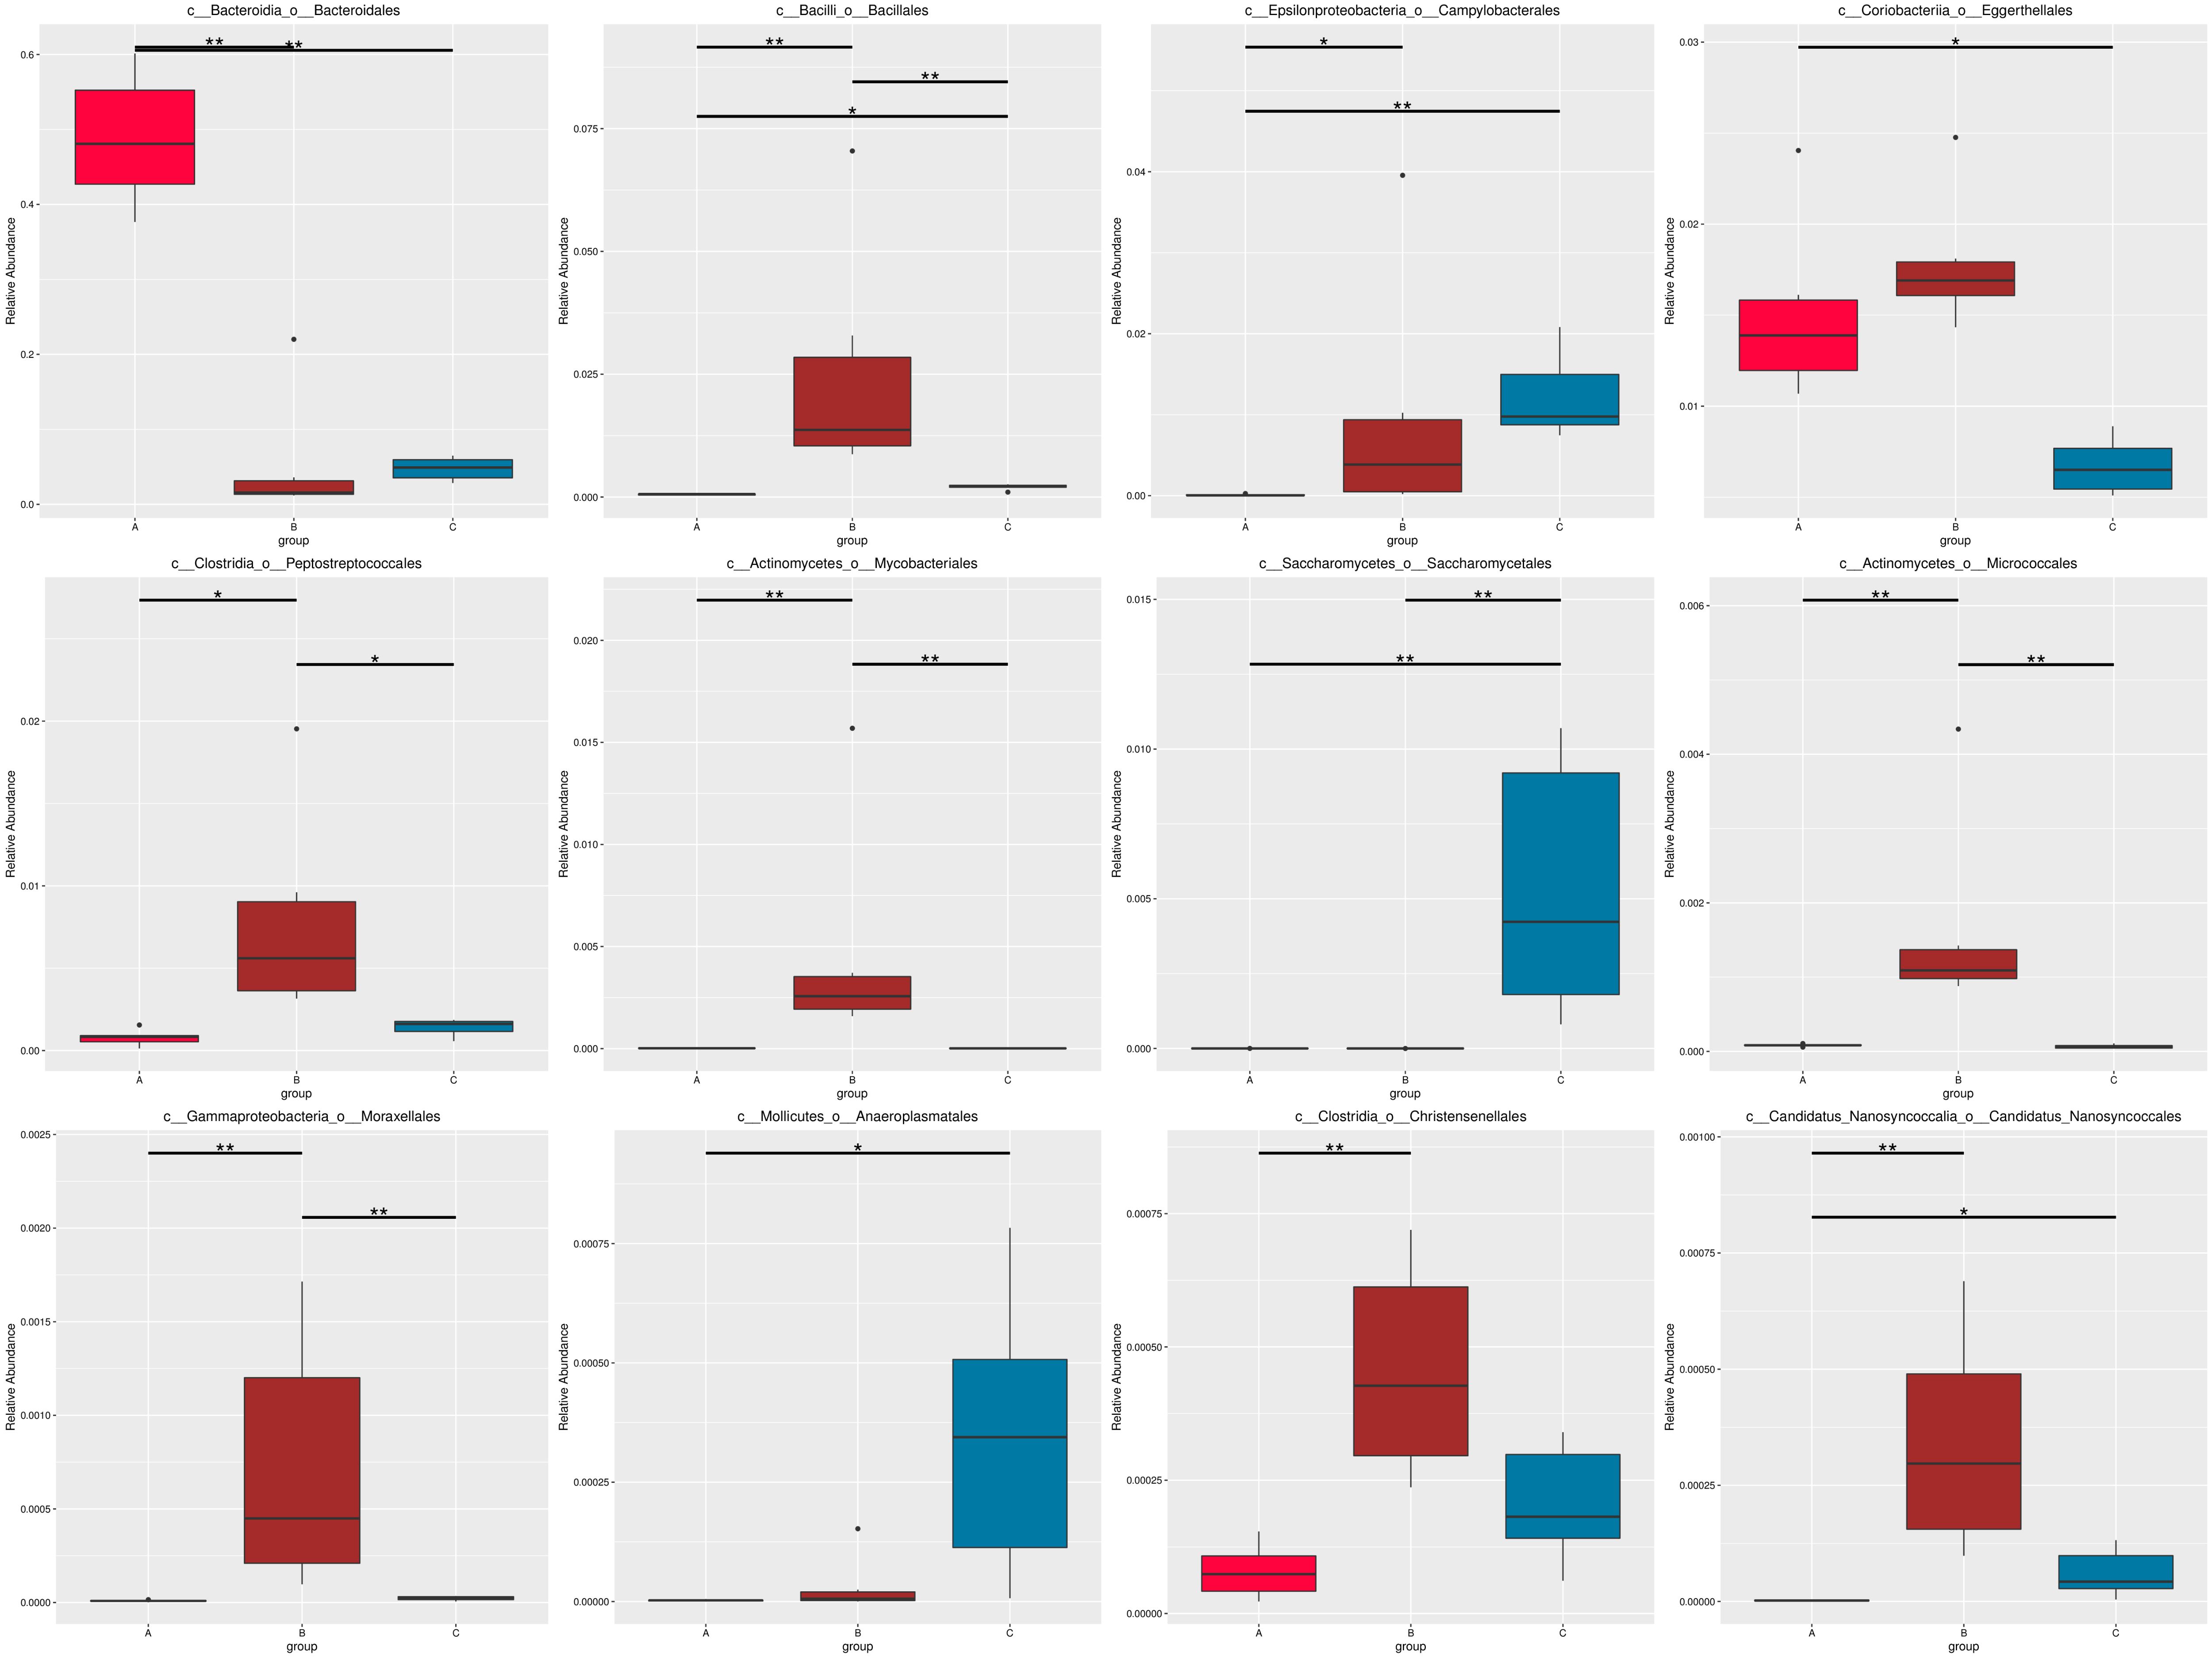 c__Bacteroidia_o__Bacteroidales
**
**
0.6
0.4
0.2
0.0
Relative Abundance
A B C
group
c__Bacilli_o__Bacillales
**
**
*
0.075
0.050
0.025
0.000
Relative Abundance
A B C
group
c__Epsilonproteobacteria_o__Campylobacterales
*
**
0.04
0.02
0.00
Relative Abundance
A B C
group
c__Coriobacteriia_o__Eggerthellales
*
0.03
0.02
0.01
Relative Abundance
A B C
group
c__Clostridia_o__Peptostreptococcales
*
*
0.02
0.01
0.00
Relative Abundance
A B C
group
c__Actinomycetes_o__Mycobacteriales
**
**
0.020
0.015
0.010
0.005
0.000
Relative Abundance
A B C
group
c__Saccharomycetes_o__Saccharomycetales
**
**
0.015
0.010
0.005
0.000
Relative Abundance
A B C
group
c__Actinomycetes_o__Micrococcales
**
**
0.006
0.004
0.002
0.000
Relative Abundance
A B C
group
c__Gammaproteobacteria_o__Moraxellales
**
**
0.0025
0.0020
0.0015
0.0010
0.0005
0.0000
Relative Abundance
A B C
group
c__Mollicutes_o__Anaeroplasmatales
*
0.00075
0.00050
0.00025
0.00000
Relative Abundance
A B C
group
c__Clostridia_o__Christensenellales
**
0.00075
0.00050
0.00025
0.00000
Relative Abundance
A B C
group
c__Candidatus_Nanosyncoccalia_o__Candidatus_Nanosyncoccales
**
*
0.00100
0.00075
0.00050
0.00025
0.00000
Relative Abundance
A B C
group